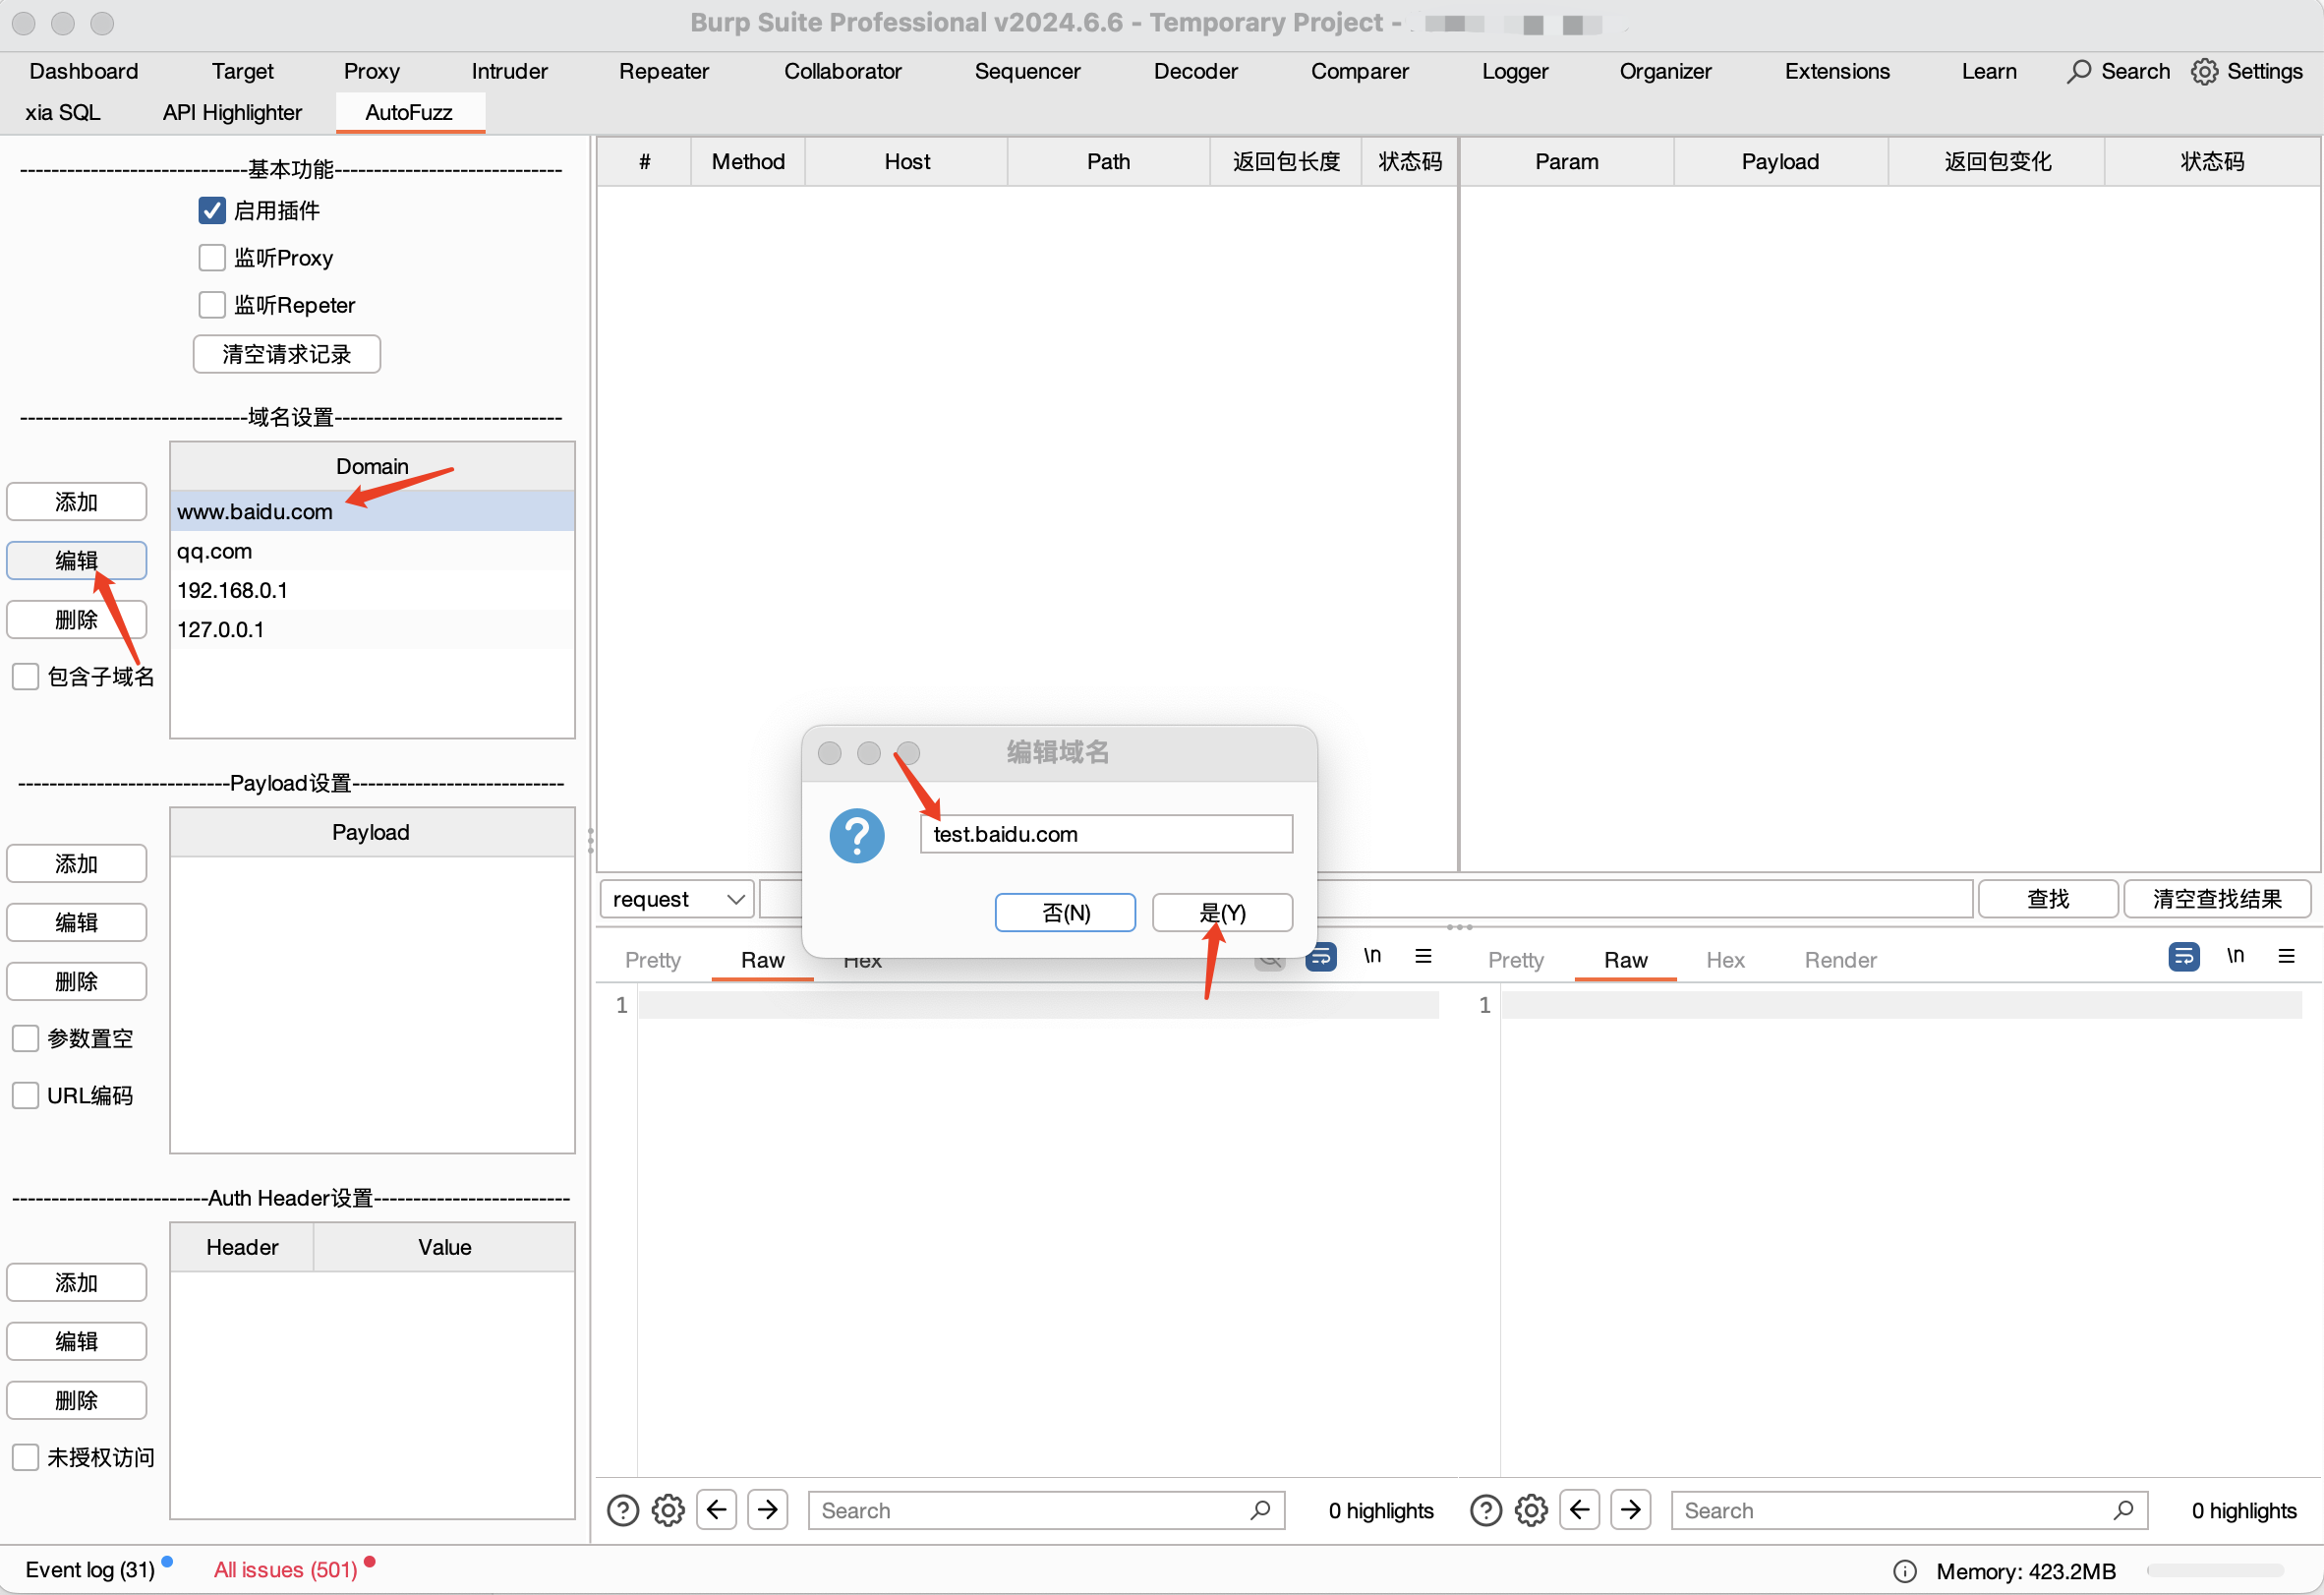 Burp Suite Professional v2024.6.6 - Temporary Project -
Dashboard Target Proxy Intruder Repeater Collaborator Sequencer Decoder Comparer Logger Organizer Extensions Learn Search Settings
xia SQL API Highlighter AutoFuzz
-----------------------------基本功能-----------------------------
启用插件
监听Proxy
监听Repeter
清空请求记录
-----------------------------域名设置-----------------------------
Domain
添加
编辑
删除
包含子域名
www.baidu.com
qq.com
192.168.0.1
127.0.0.1
---------------------------Payload设置---------------------------
Payload
添加
编辑
删除
参数置空
URL编码
-------------------------Auth Header设置-------------------------
Header Value
添加
编辑
删除
未授权访问
# Method Host Path 返回包长度 状态码
Param Payload 返回包变化 状态码
编辑域名
test.baidu.com
否(N) 是(Y)
request 查找 清空查找结果
Pretty Raw Hex \n
1
Pretty Raw Hex Render \n
1
Search 0 highlights
Search 0 highlights
Event log (31) All issues (501) Memory: 423.2MB